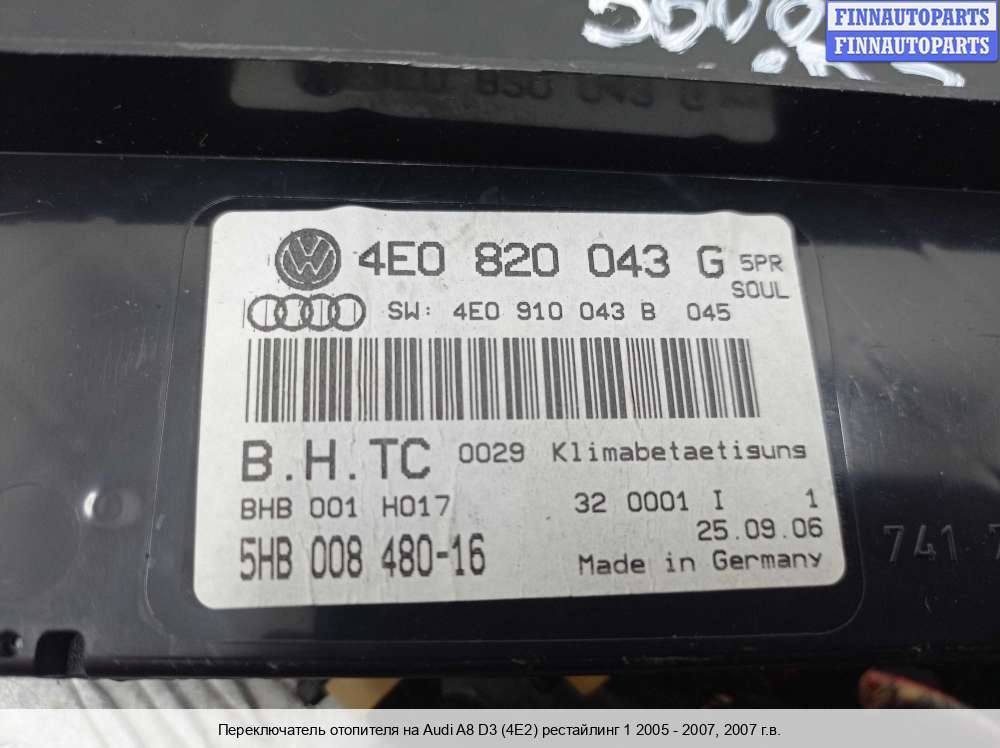 FINNAUTOPARTS
FINNAUTOPARTS
4E0 820 043 G 5PR
SOUL
SW: 4E0 910 043 B 045
B.H.TC 0029 Klimabetaetisuns
BHB 001 H017 32 0001 I 1
25.09.06
5HB 008 480-16 Made in Germany
741
Переключатель отопителя на Audi A8 D3 (4E2) рестайлинг 1 2005 - 2007, 2007 г.в.